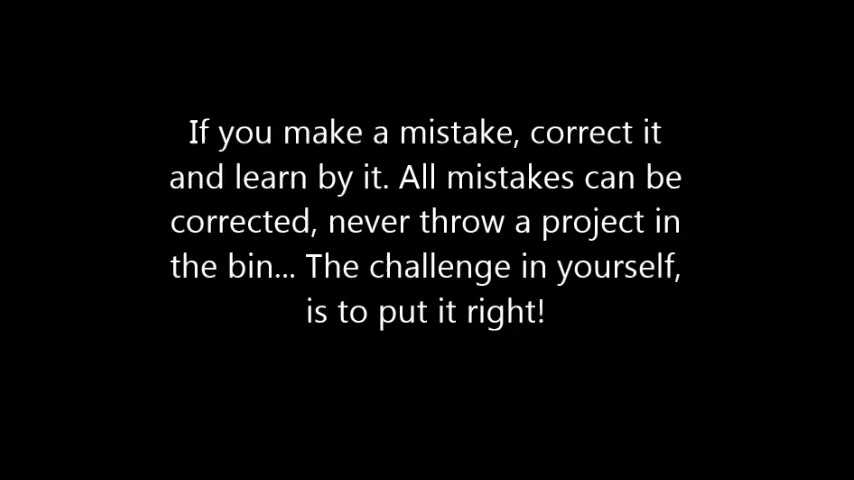 If you make a mistake, correct it
and learn by it. All mistakes can be
corrected, never throw a project in
the bin... The challenge in yourself,
is to put it right!